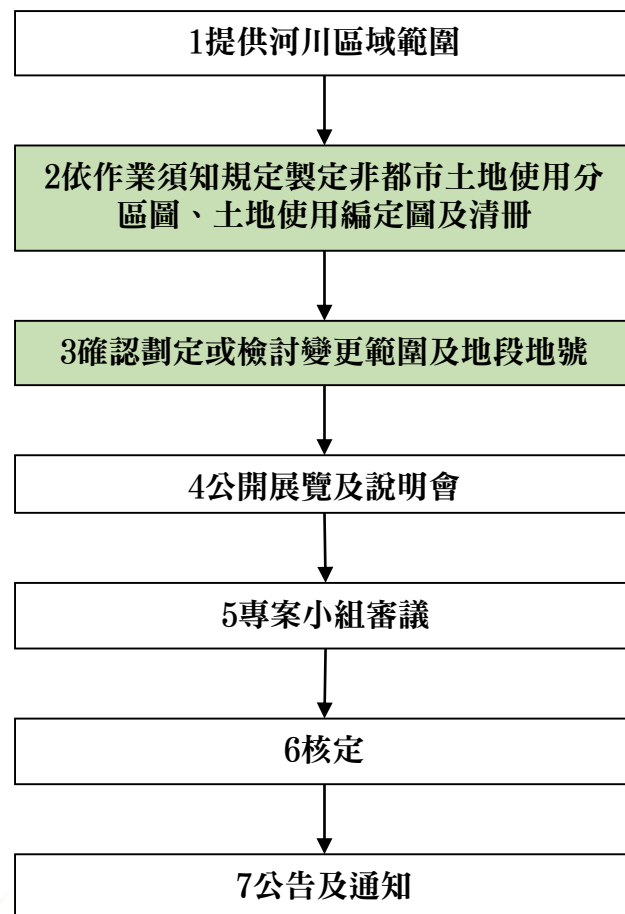 1提供河川區域範圍
2依作業須知規定製定非都市土地使用分
區圖、土地使用編定圖及清冊
3確認劃定或檢討變更範圍及地段地號
4公開展覽及說明會
5專案小組審議
6核定
7公告及通知